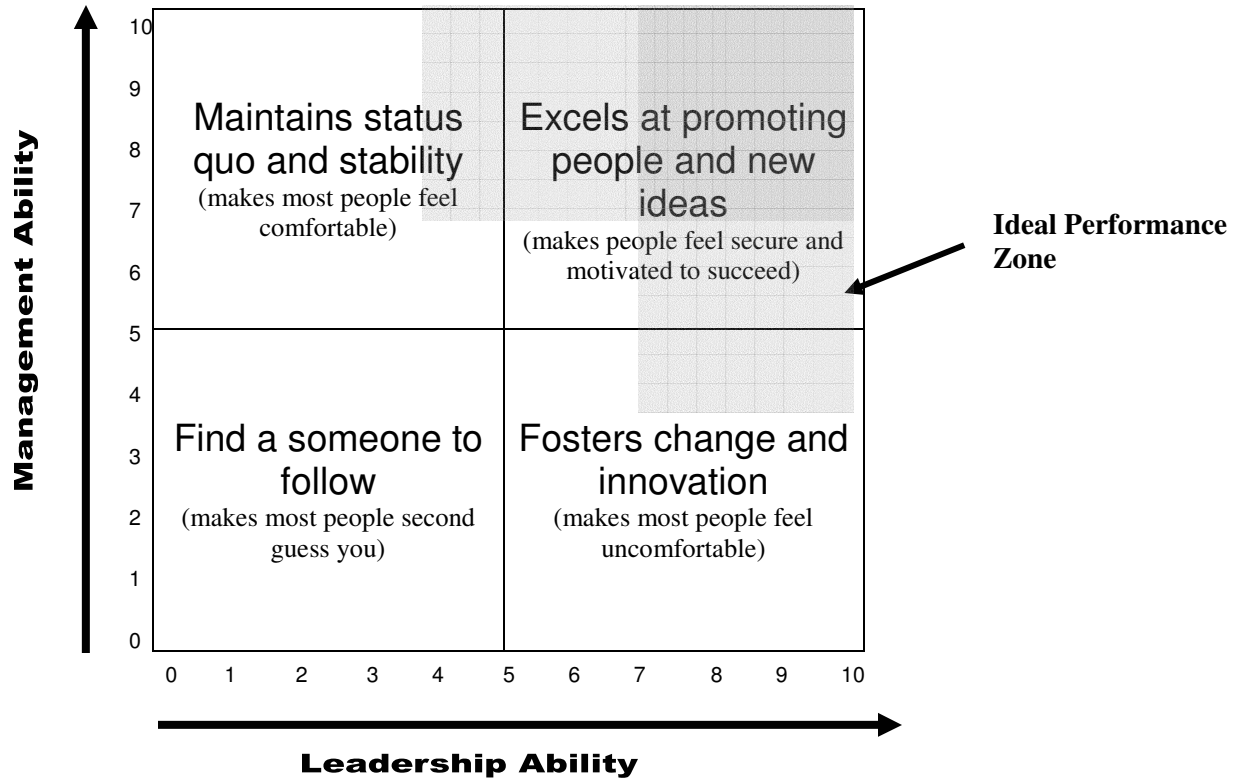 10
9
8
7
6
5
4
3
2
1
0
Management Ability
Maintains status
quo and stability
(makes most people feel
comfortable)
Excels at promoting
people and new
ideas
(makes people feel secure and
motivated to succeed)
Ideal Performance
Zone
Find a someone to
follow
(makes most people second
guess you)
Fosters change and
innovation
(makes most people feel
uncomfortable)
0 1 2 3 4 5 6 7 8 9 10
Leadership Ability